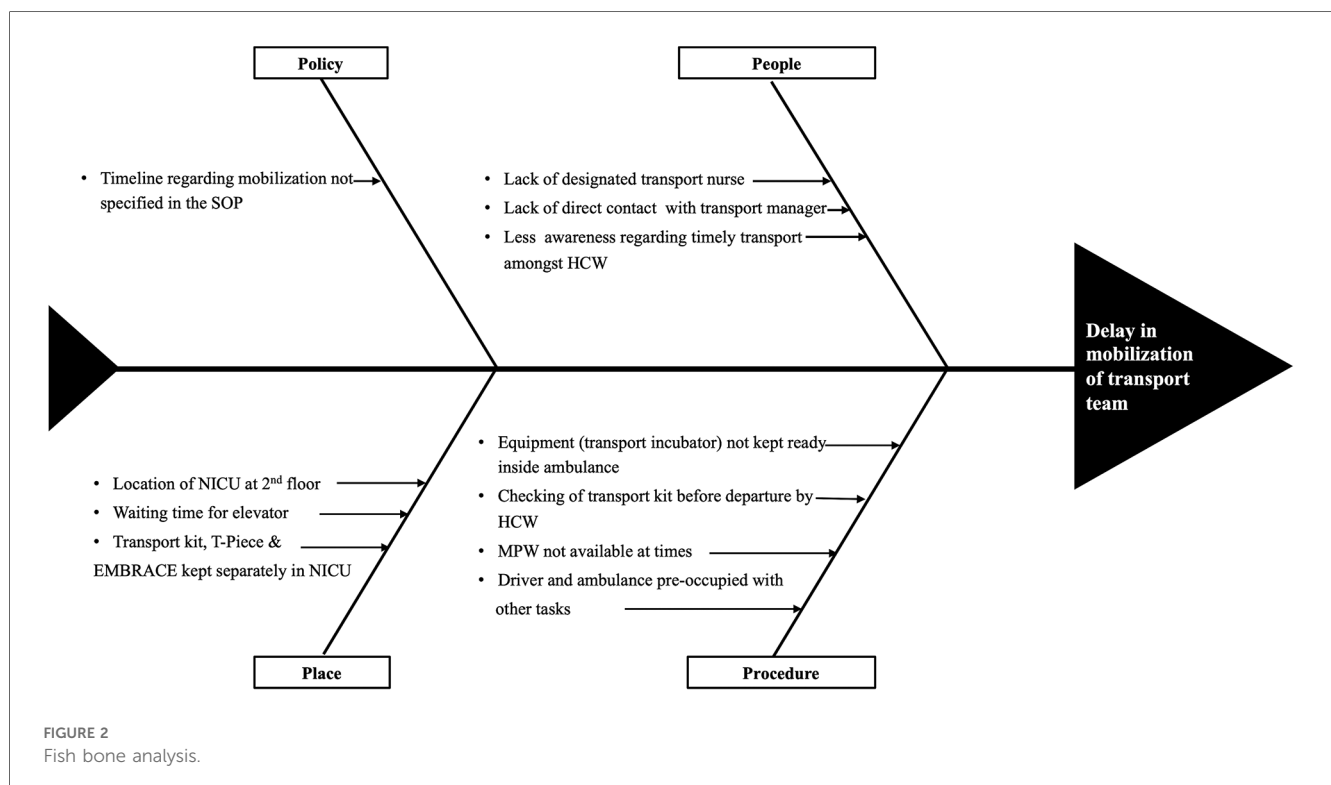 Policy
People
• Timeline regarding mobilization not
specified in the SOP
• Lack of designated transport nurse
• Lack of direct contact with transport manager
• Less awareness regarding timely transport
amongst HCW
Delay in
mobilization
of transport
team
• Location of NICU at 2nd floor
• Waiting time for elevator
• Transport kit, T-Piece &
EMBRACE kept separately in NICU
• Equipment (transport incubator) not kept ready
inside ambulance
• Checking of transport kit before departure by
HCW
• MPW not available at times
• Driver and ambulance pre-occupied with
other tasks
Place
Procedure
FIGURE 2
Fish bone analysis.